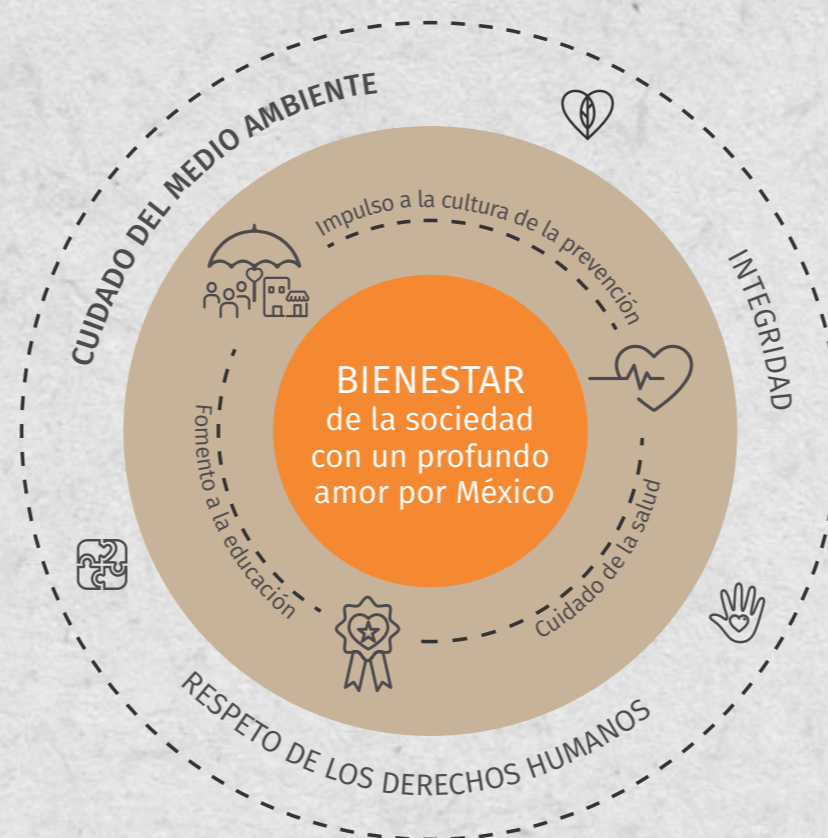 CUIDADO DEL MEDIO AMBIENTE
INTEGRIDAD
Impulso a la cultura de la prevención
BIENESTAR
de la sociedad
con un profundo
amor por México
Fomento a la educación
Cuidado de la salud
RESPETO DE LOS DERECHOS HUMANOS